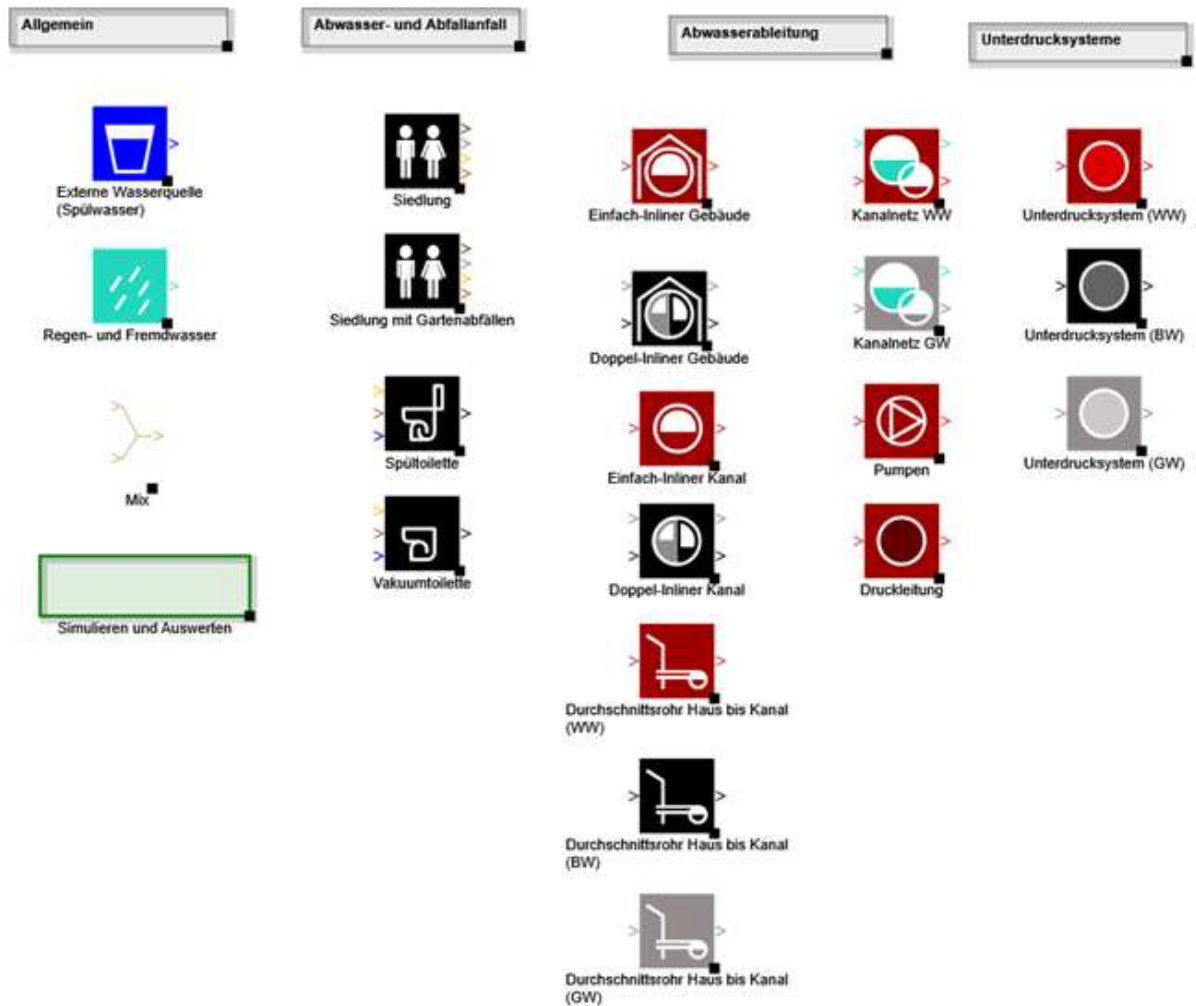 Allgemein
Abwasser- und Abfallanfall
Abwasserableitung
Unterdrucksysteme
Externe Wasserquelle
(Spülwasser)
Regen- und Fremdwasser
Mix
Simulieren und Auswerten
Siedlung
Siedlung mit Gartenabfällen
Spültoilette
Vakuumtoilette
Einfach-Inliner Gebäude
Doppel-Inliner Gebäude
Einfach-Inliner Kanal
Doppel-Inliner Kanal
Durchschnittsrohr Haus bis Kanal
(WW)
Durchschnittsrohr Haus bis Kanal
(BW)
Durchschnittsrohr Haus bis Kanal
(GW)
Kanalnetz WW
Kanalnetz GW
Pumpen
Druckleitung
Unterdrucksystem (WW)
Unterdrucksystem (BW)
Unterdrucksystem (GW)